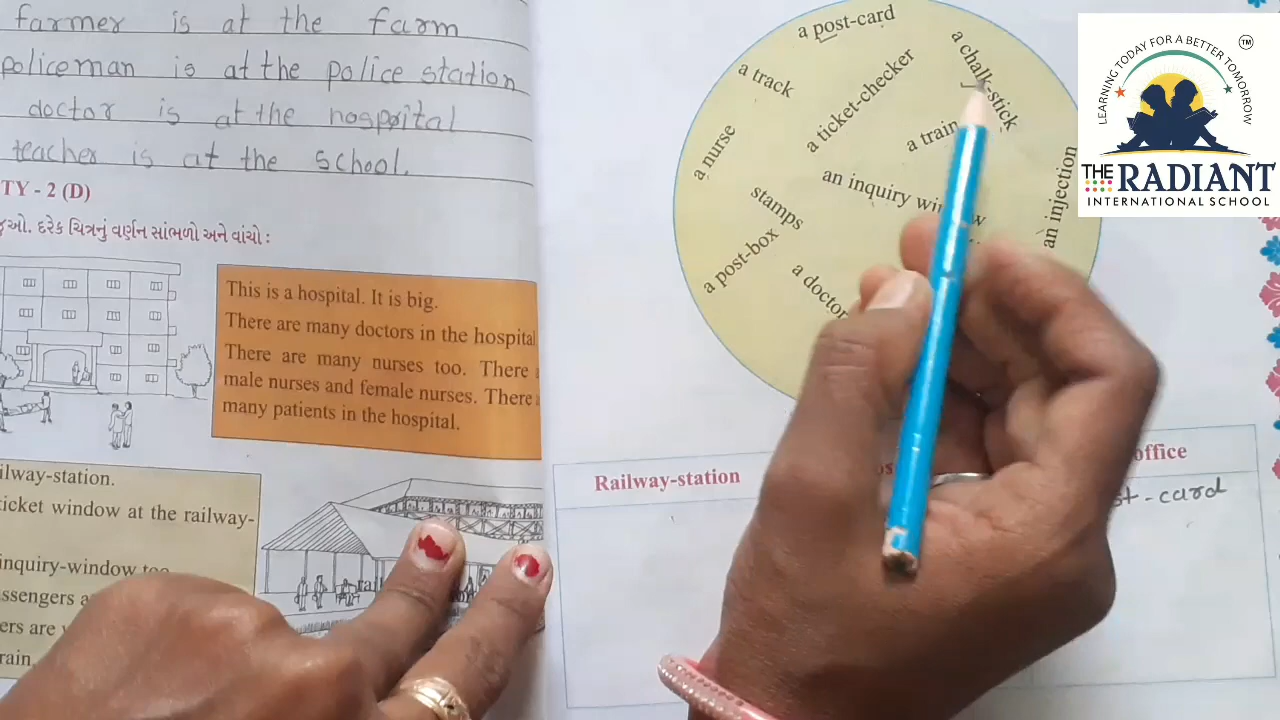 farmer is at the farm
policeman is at the police station
doctor is at the hospital
teacher is at the school.
TY - 2 (D)
દરેક ચિત્રનું વર્ણન સાંભળો અને વાંચો :
This is a hospital. It is big.
There are many doctors in the hospital
There are many nurses too. There
male nurses and female nurses. There
many patients in the hospital.
ilway-station.
ticket window at the railway-
inquiry-window
ssengers
ers are
rain
a post-card
a chalk-stick
a track
a ticket-checker
a train
a nurse
an inquiry
an injection
stamps
a post-box
a doctor
Railway-station
office
st-card
LEARNING TODAY FOR A BETTER TOMORROW
TM
THE RADIANT
INTERNATIONAL SCHOOL